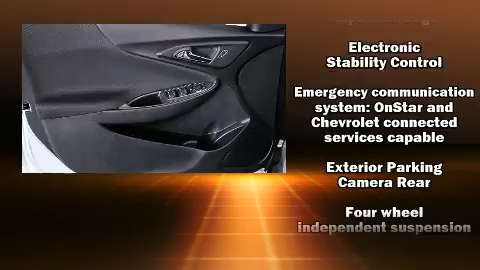 Electronic
Stability Control
Emergency communication
system: OnStar and
Chevrolet connected
services capable
Exterior Parking
Camera Rear
Four wheel
independent suspension